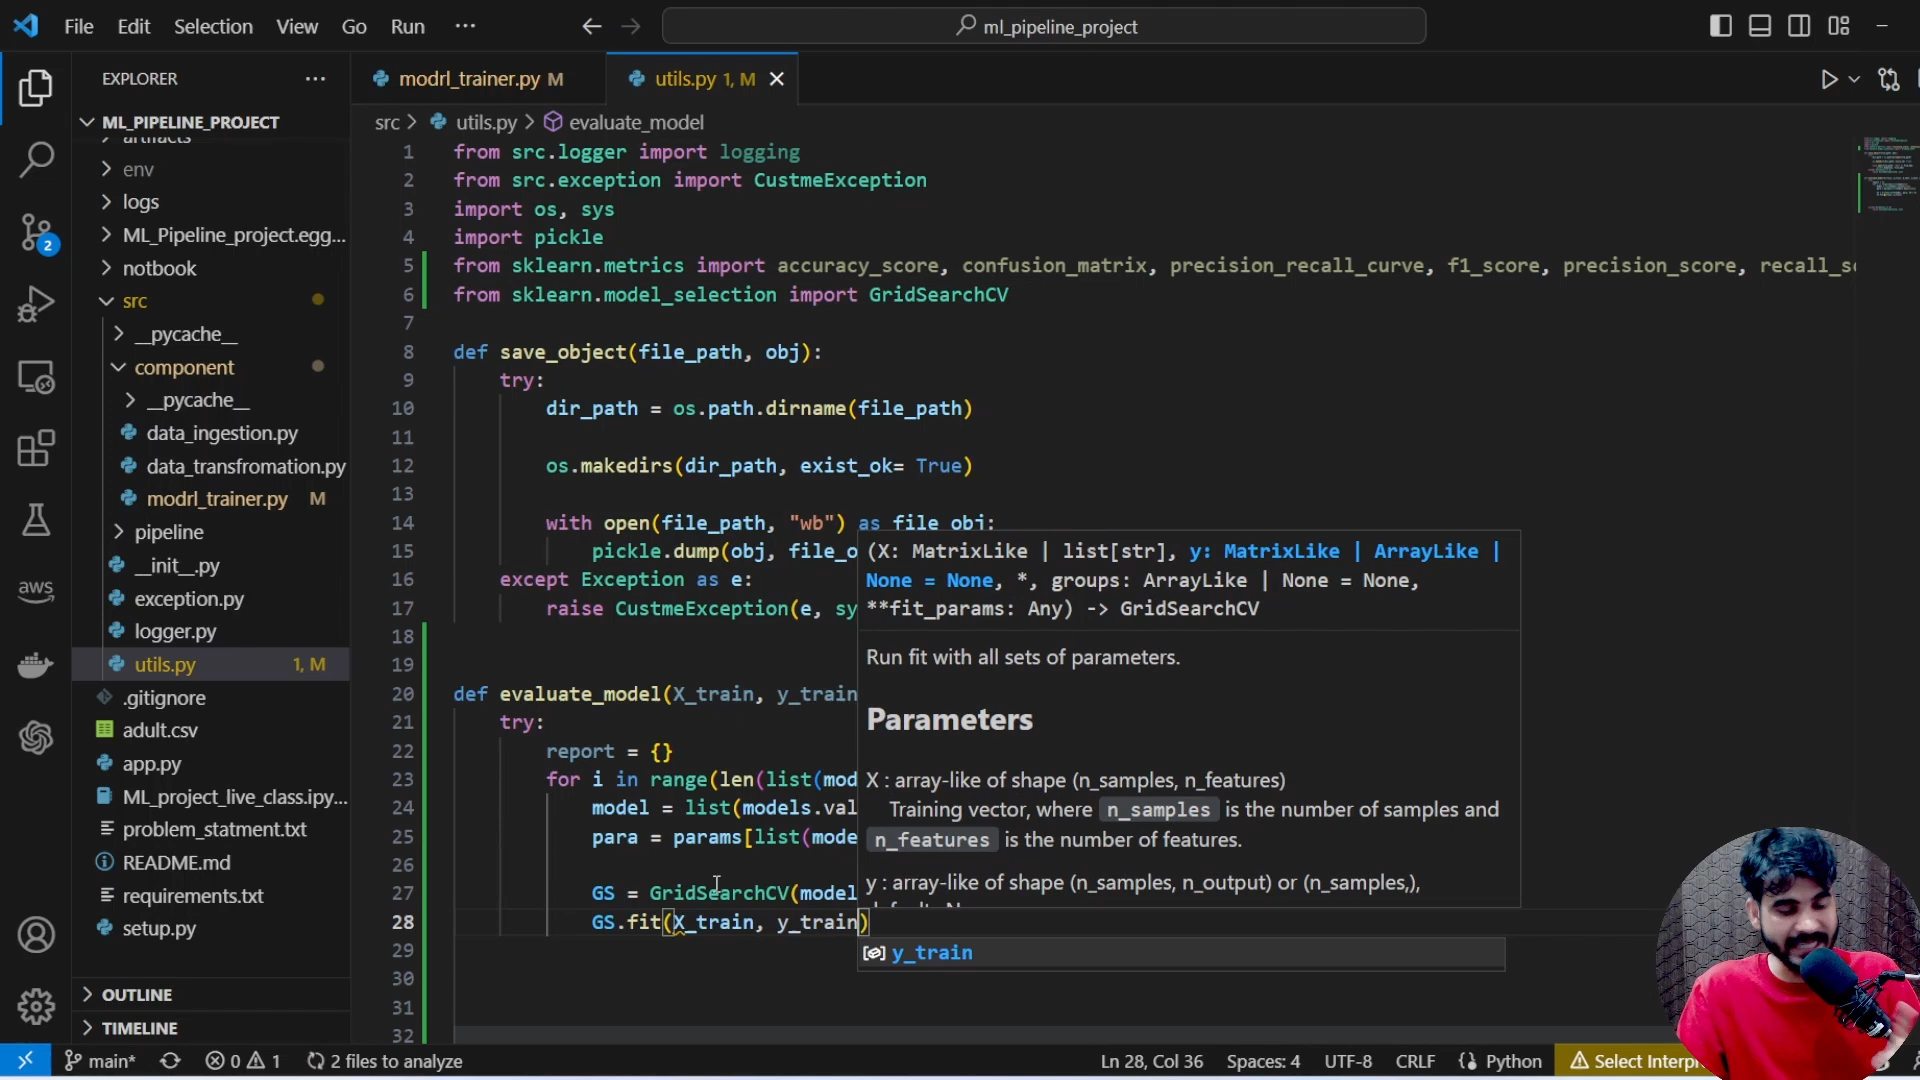 File Edit Selection View Go Run ···
ml_pipeline_project
EXPLORER
ML_PIPELINE_PROJECT
artifacts
env
logs
ML_Pipeline_project.egg...
notbook
src
__pycache__
component
__pycache__
data_ingestion.py
data_transfromation.py
modrl_trainer.py M
pipeline
__init__.py
exception.py
logger.py
utils.py 1, M
.gitignore
adult.csv
app.py
ML_project_live_class.ipy...
problem_statment.txt
README.md
requirements.txt
setup.py
OUTLINE
TIMELINE
2
aws
modrl_trainer.py M
utils.py 1, M
src > utils.py > evaluate_model
1 from src.logger import logging
2 from src.exception import CustmeException
3 import os, sys
4 import pickle
5 from sklearn.metrics import accuracy_score, confusion_matrix, precision_recall_curve, f1_score, precision_score, recall_sc
6 from sklearn.model_selection import GridSearchCV
7
8 def save_object(file_path, obj):
9 try:
10 dir_path = os.path.dirname(file_path)
11
12 os.makedirs(dir_path, exist_ok= True)
13
14 with open(file_path, "wb") as file_obj:
15 pickle.dump(obj, file_o
16 except Exception as e:
17 raise CustmeException(e, sy
18
19
20 def evaluate_model(X_train, y_train
21 try:
22 report = {}
23 for i in range(len(list(mod
24 model = list(models.val
25 para = params[list(mode
26
27 GS = GridSearchCV(model
28 GS.fit(X_train, y_train)
29
30
31
32
(X: MatrixLike | list[str], y: MatrixLike | ArrayLike |
None = None, *, groups: ArrayLike | None = None,
**fit_params: Any) -> GridSearchCV
Run fit with all sets of parameters.
Parameters
X : array-like of shape (n_samples, n_features)
Training vector, where n_samples is the number of samples and
n_features is the number of features.
y : array-like of shape (n_samples, n_output) or (n_samples,),
y_train
main* 0 1 2 files to analyze
Ln 28, Col 36 Spaces: 4 UTF-8 CRLF Python Select Interpr